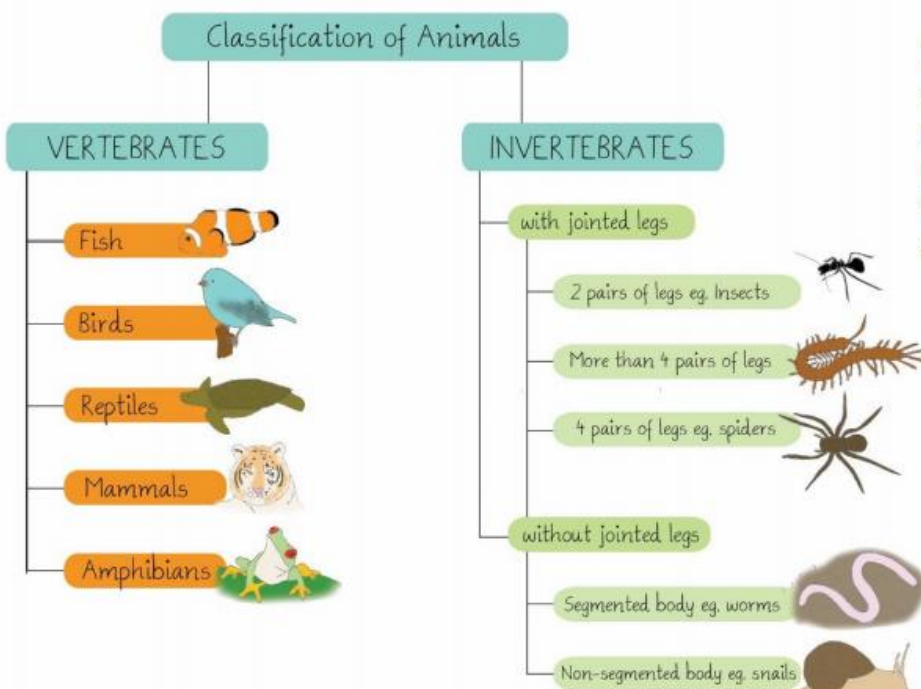 Classification of Animals
VERTEBRATES
Fish
Birds
Reptiles
Mammals
Amphibians
INVERTEBRATES
with jointed legs
2 pairs of legs eg. Insects
More than 4 pairs of legs
4 pairs of legs eg. spiders
without jointed legs
Segmented body eg. worms
Non-segmented body eg. snails